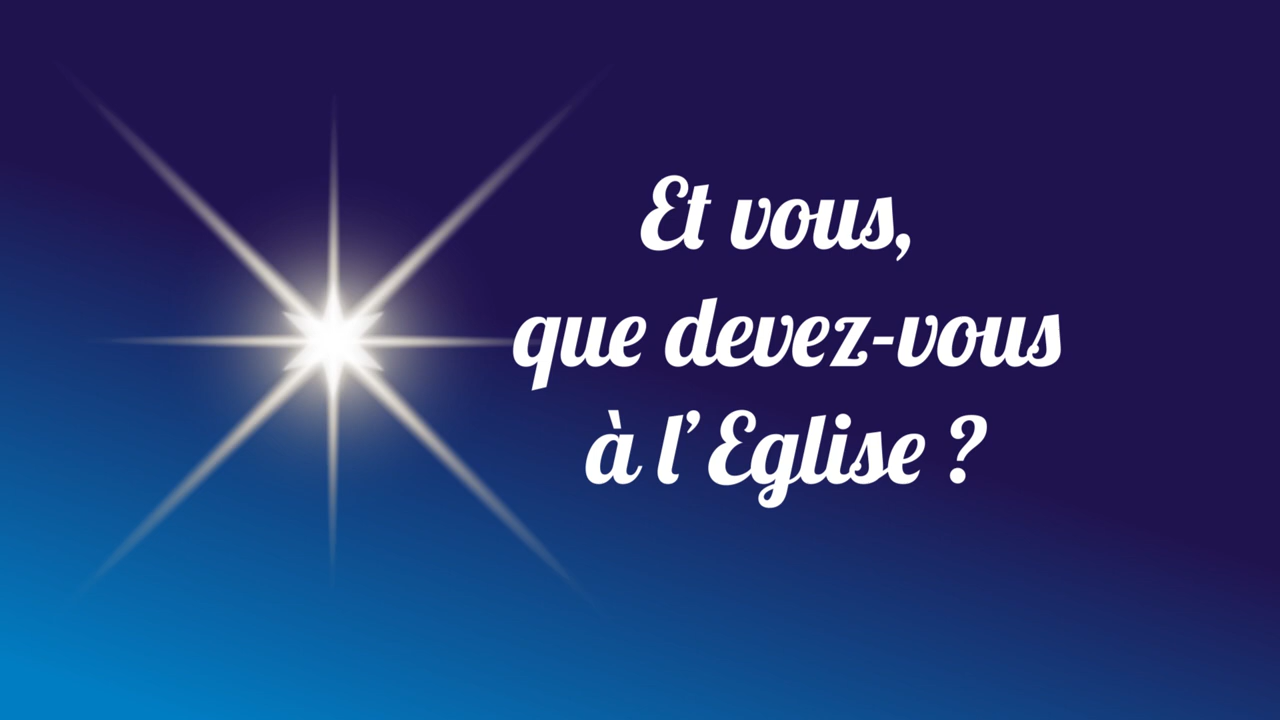 Et vous,
que devez-vous
à l’Eglise ?